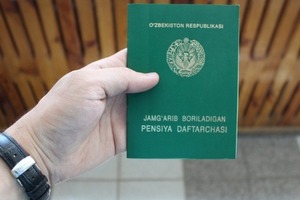 O'ZBEKISTON RESPUBLIKASI
JAMG'ARIB BORILADIGAN
PENSIYA DAFTARCHASI